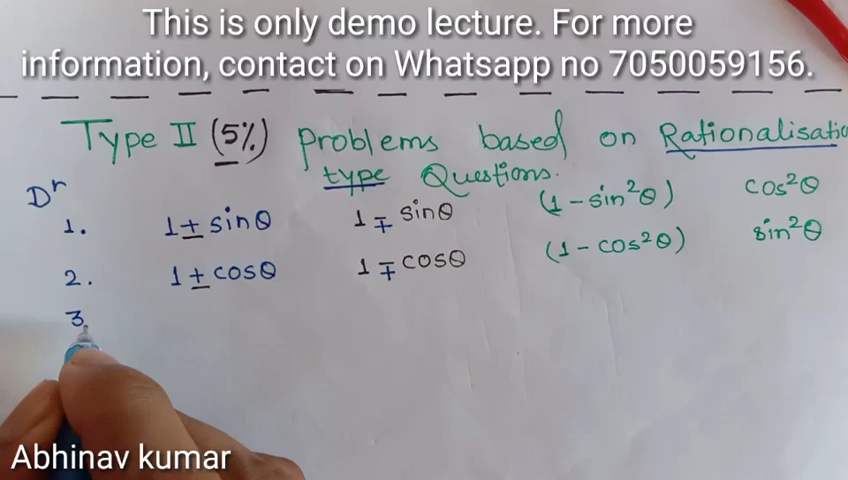 This is only demo lecture. For more
information, contact on Whatsapp no 7050059156.
Type II (5%) Problems based on Rationalisatio
type Questions.
Dʳ
1. 1 ± sinθ 1 ∓ sinθ (1 - sin²θ) cos²θ
2. 1 ± cosθ 1 ∓ cosθ (1 - cos²θ) sin²θ
3.
Abhinav kumar